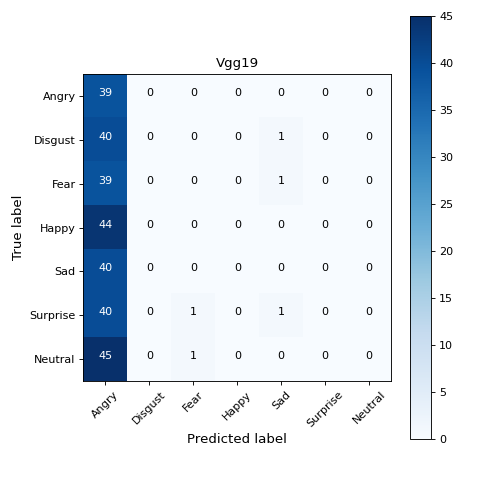 Vgg19
True label
Angry 39 0 0 0 0 0 0
Disgust 40 0 0 0 1 0 0
Fear 39 0 0 0 1 0 0
Happy 44 0 0 0 0 0 0
Sad 40 0 0 0 0 0 0
Surprise 40 0 1 0 1 0 0
Neutral 45 0 1 0 0 0 0
Angry Disgust Fear Happy Sad Surprise Neutral
Predicted label
45
40
35
30
25
20
15
10
5
0